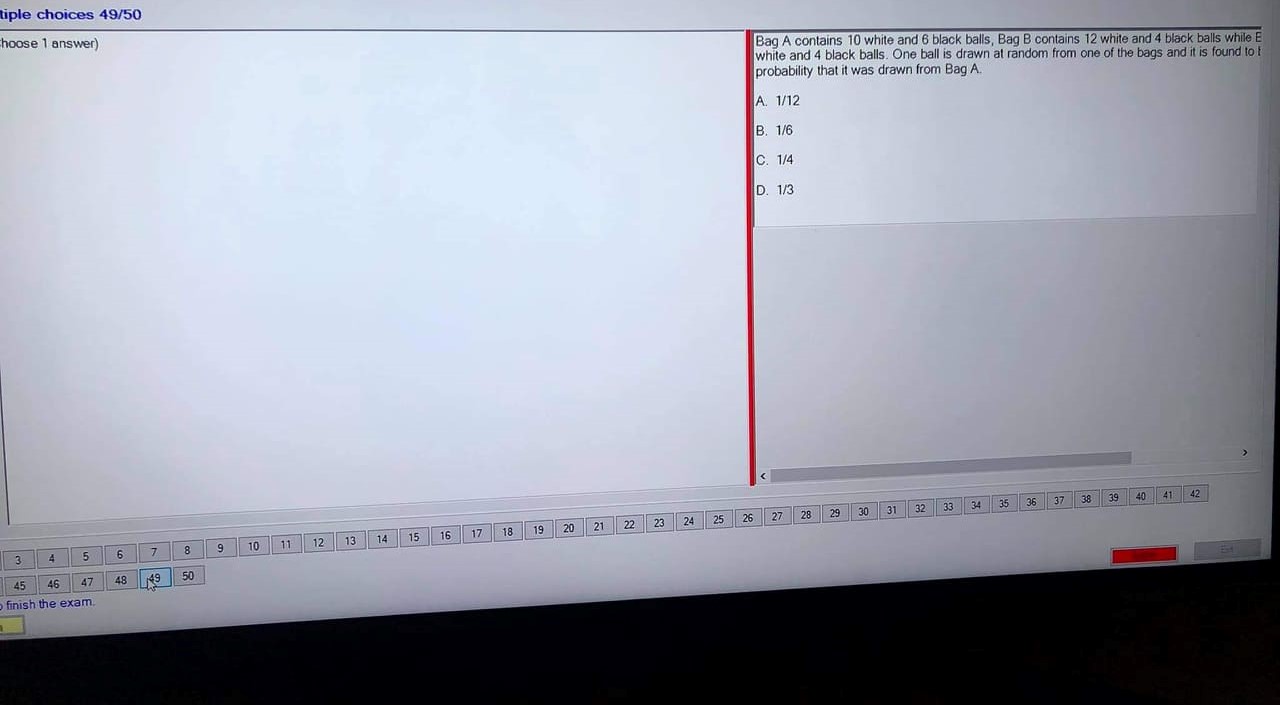 tiple choices 49/50
hoose 1 answer)
Bag A contains 10 white and 6 black balls, Bag B contains 12 white and 4 black balls while
white and 4 black balls. One ball is drawn at random from one of the bags and it is found to
probability that it was drawn from Bag A.
A. 1/12
B. 1/6
C. 1/4
D. 1/3
3 4 5 6 7 8 9 10 11 12 13 14 15 16 17 18 19 20 21 22 23 24 25 26 27 28 29 30 31 32 33 34 35 36 37 38 39 40 41 42
45 46 47 48 49 50
finish the exam.